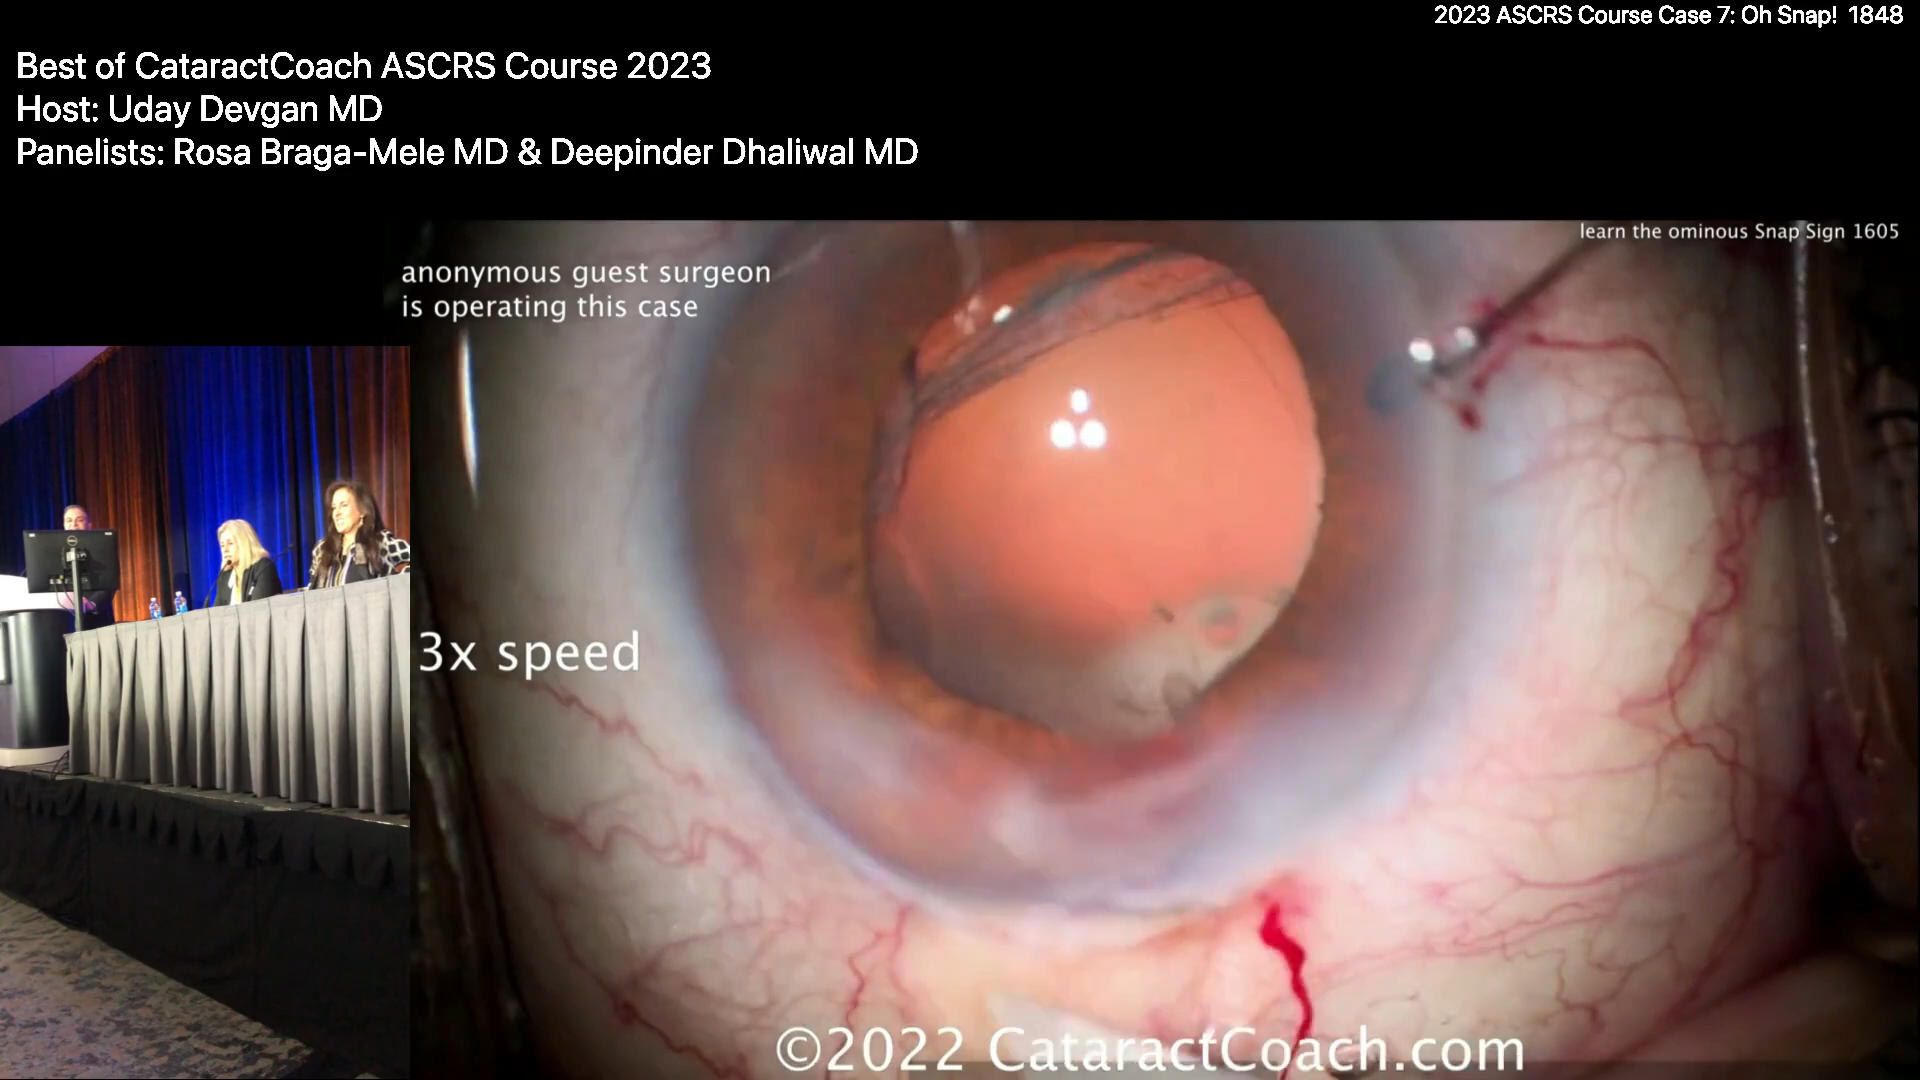 2023 ASCRS Course Case 7: Oh Snap! 1848
Best of CataractCoach ASCRS Course 2023
Host: Uday Devgan MD
Panelists: Rosa Braga-Mele MD & Deepinder Dhaliwal MD
learn the ominous Snap Sign 1605
anonymous guest surgeon
is operating this case
3x speed
©2022 CataractCoach.com